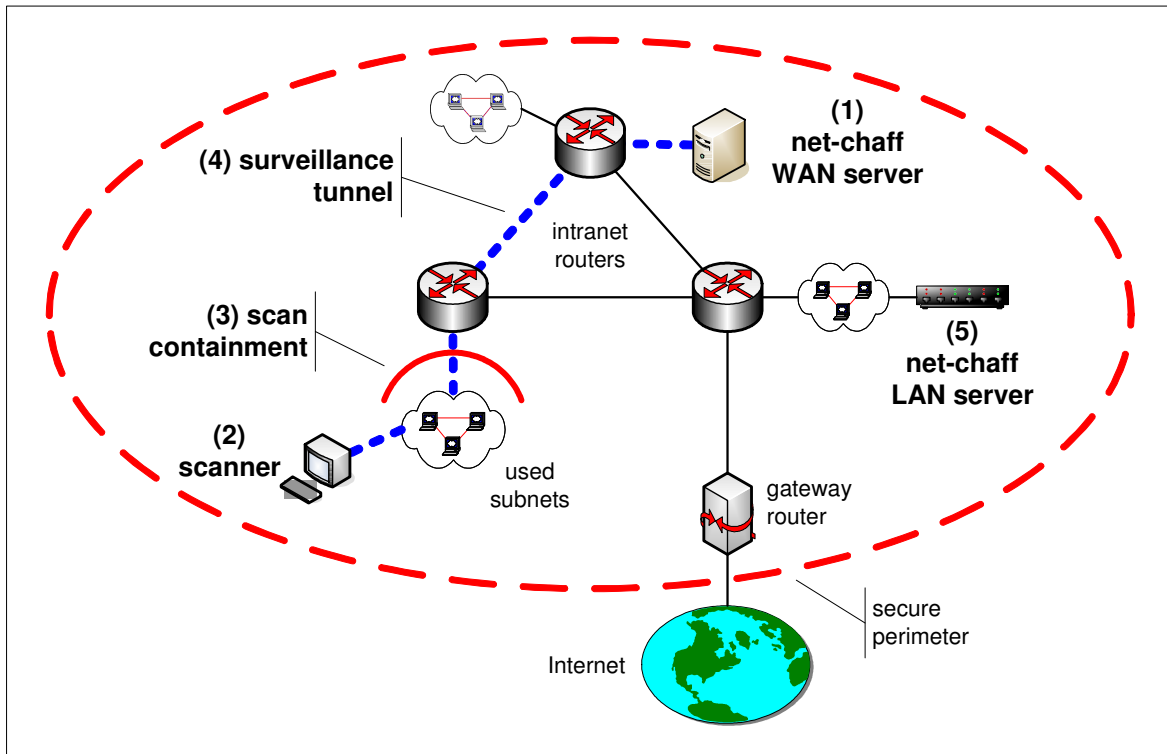 (1)
net-chaff
WAN server
(4) surveillance
tunnel
intranet
routers
(3) scan
containment
(5)
net-chaff
LAN server
(2)
scanner
used
subnets
gateway
router
secure
perimeter
Internet